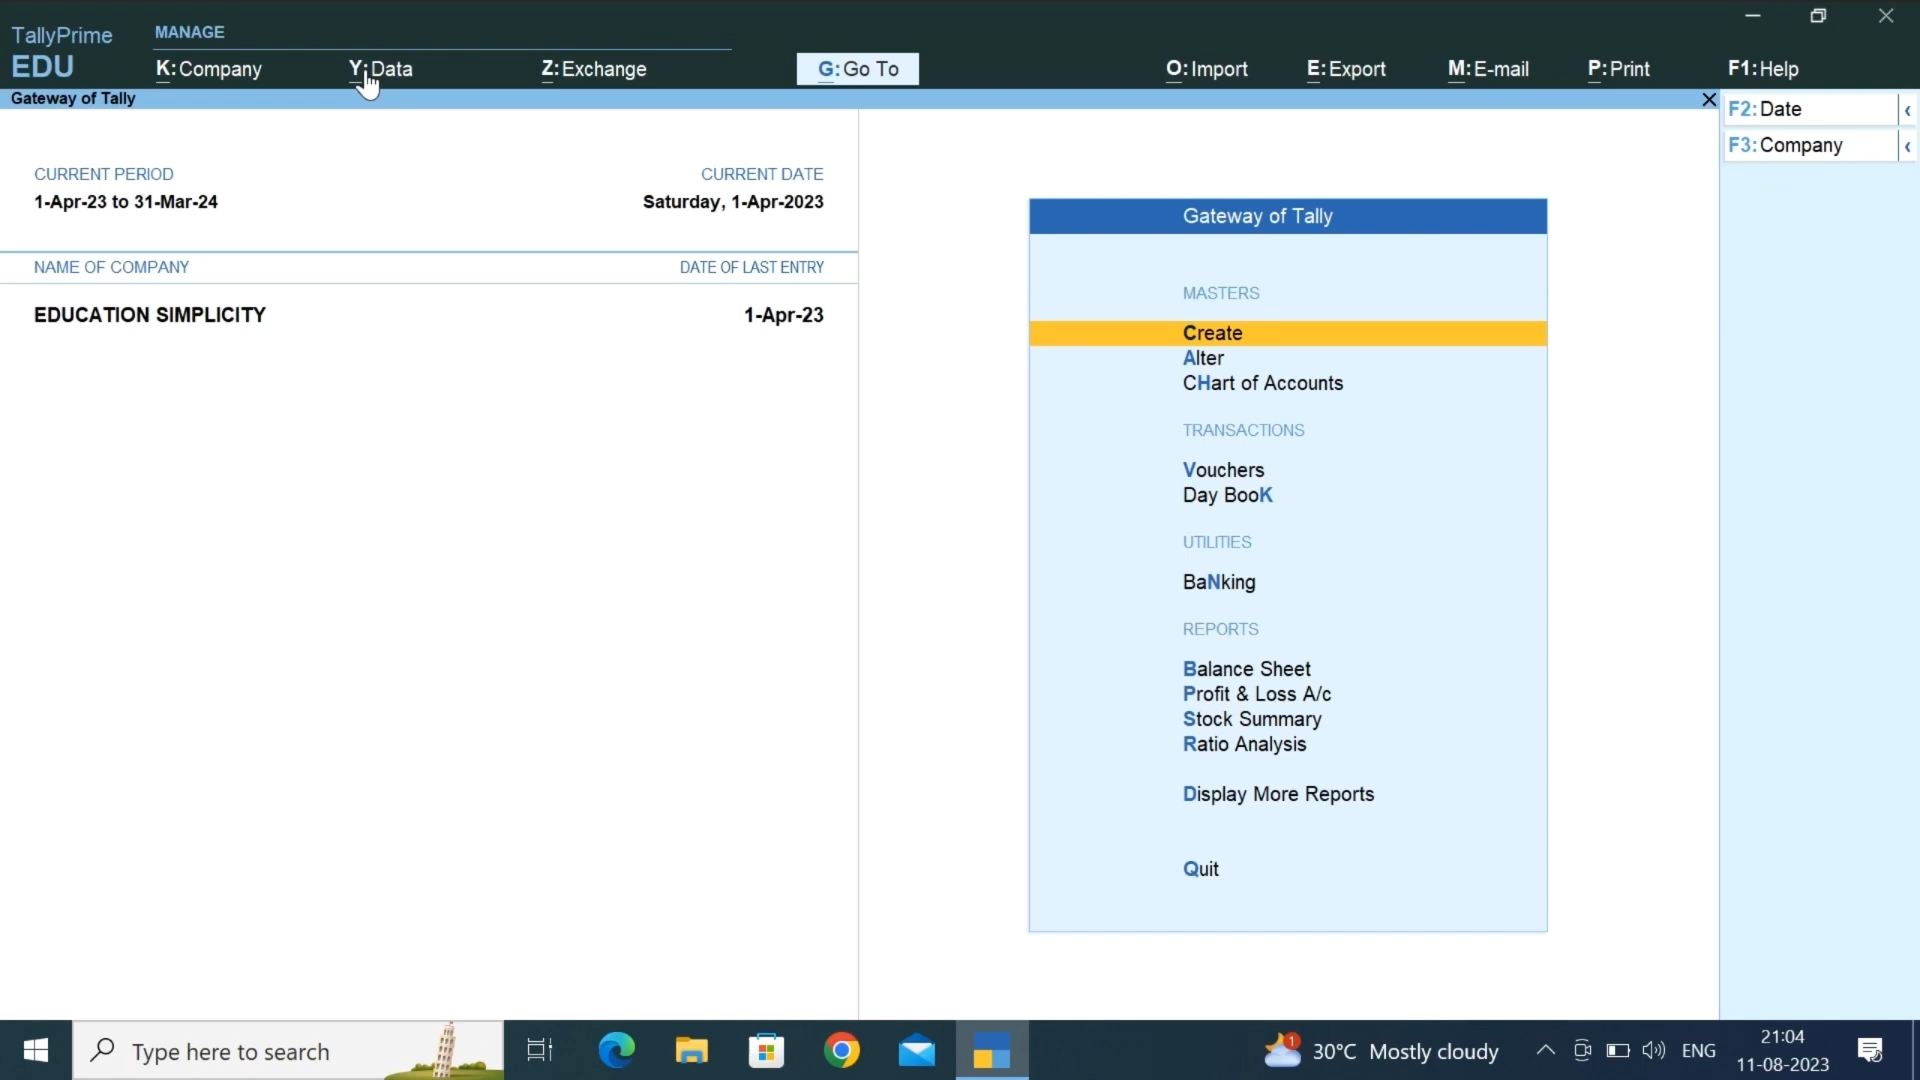 TallyPrime
EDU
MANAGE
K:Company
Y:Data
Z:Exchange
G:Go To
O:Import
E:Export
M:E-mail
P:Print
F1:Help
Gateway of Tally
F2:Date
F3:Company
CURRENT PERIOD
CURRENT DATE
1-Apr-23 to 31-Mar-24
Saturday, 1-Apr-2023
NAME OF COMPANY
DATE OF LAST ENTRY
EDUCATION SIMPLICITY
1-Apr-23
Gateway of Tally
MASTERS
Create
Alter
CHart of Accounts
TRANSACTIONS
Vouchers
Day BooK
UTILITIES
BaNking
REPORTS
Balance Sheet
Profit & Loss A/c
Stock Summary
Ratio Analysis
Display More Reports
Quit
Type here to search
1
30°C Mostly cloudy
ENG
21:04
11-08-2023